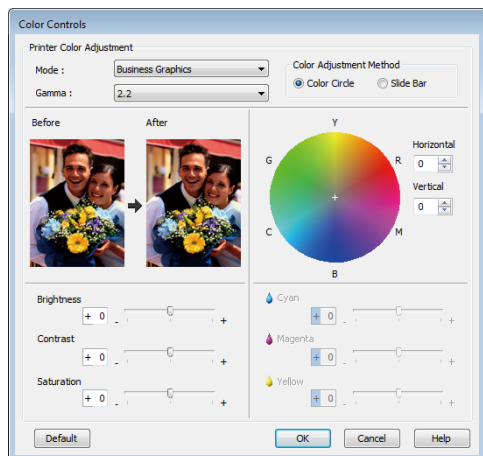 Color Controls
Printer Color Adjustment
Mode :
Business Graphics
Gamma :
2.2
Color Adjustment Method
Color Circle
Slide Bar
Before
After
Y
G
R
C
M
B
Horizontal
0
Vertical
0
Brightness
+ 0
- +
Contrast
+ 0
- +
Saturation
+ 0
- +
Cyan
+ 0
- +
Magenta
+ 0
- +
Yellow
+ 0
- +
Default
OK
Cancel
Help